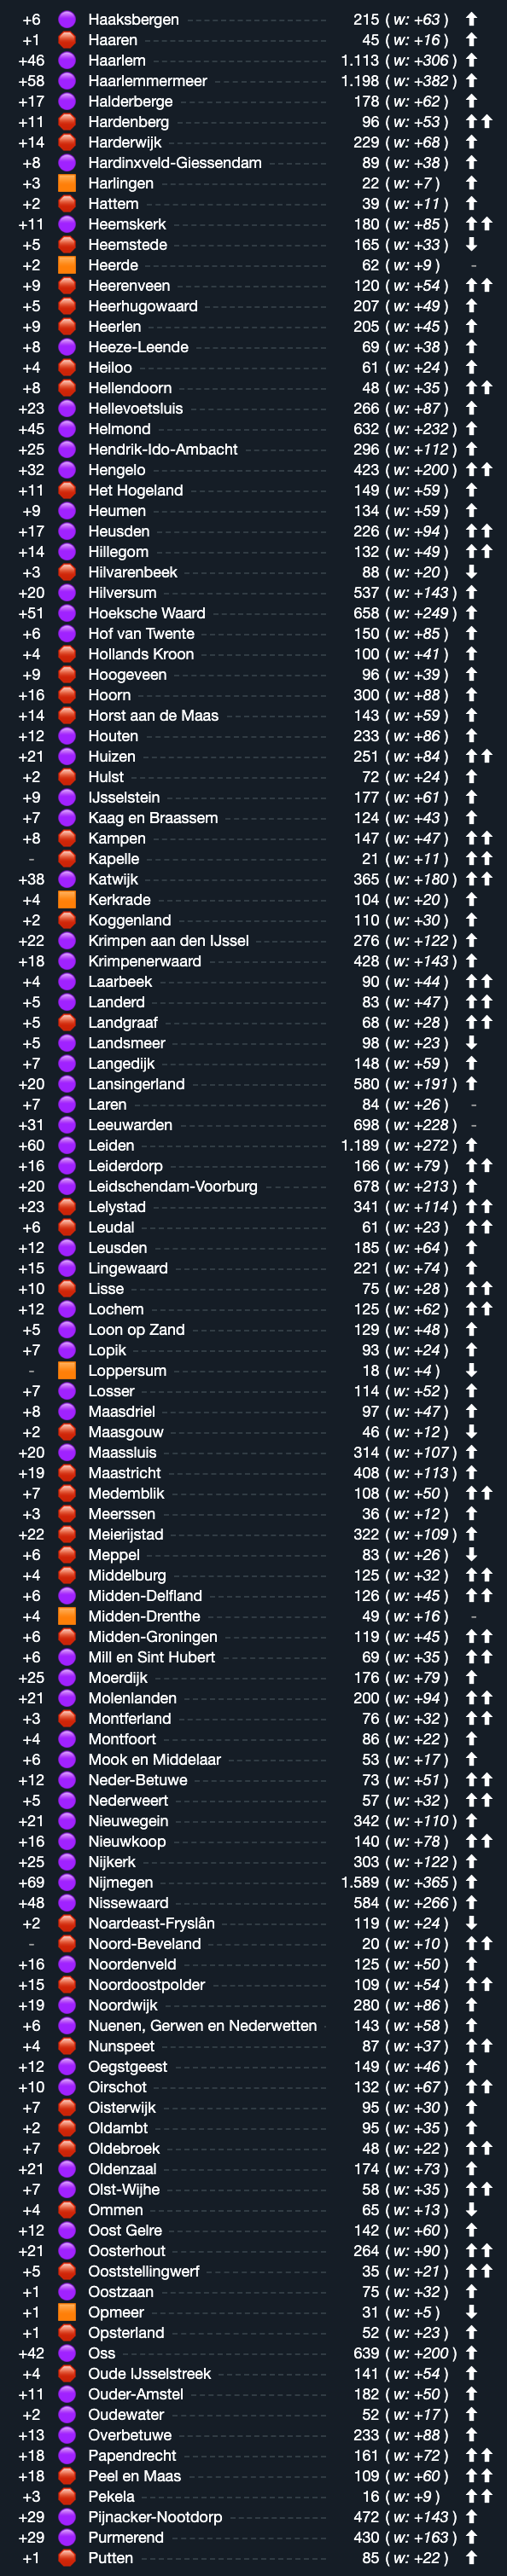 +6 Haaksbergen 215 ( w: +63 ) ⬆
+1 Haaren 45 ( w: +16 ) ⬆
+46 Haarlem 1.113 ( w: +306 ) ⬆
+58 Haarlemmermeer 1.198 ( w: +382 ) ⬆
+17 Halderberge 178 ( w: +62 ) ⬆
+11 Hardenberg 96 ( w: +53 ) ⬆⬆
+14 Harderwijk 229 ( w: +68 ) ⬆
+8 Hardinxveld-Giessendam 89 ( w: +38 ) ⬆
+3 Harlingen 22 ( w: +7 ) ⬆
+2 Hattem 39 ( w: +11 ) ⬆
+11 Heemskerk 180 ( w: +85 ) ⬆⬆
+5 Heemstede 165 ( w: +33 ) ⬇
+2 Heerde 62 ( w: +9 ) -
+9 Heerenveen 120 ( w: +54 ) ⬆⬆
+5 Heerhugowaard 207 ( w: +49 ) ⬆
+9 Heerlen 205 ( w: +45 ) ⬆
+8 Heeze-Leende 69 ( w: +38 ) ⬆
+4 Heiloo 61 ( w: +24 ) ⬆
+8 Hellendoorn 48 ( w: +35 ) ⬆⬆
+23 Hellevoetsluis 266 ( w: +87 ) ⬆
+45 Helmond 632 ( w: +232 ) ⬆
+25 Hendrik-Ido-Ambacht 296 ( w: +112 ) ⬆
+32 Hengelo 423 ( w: +200 ) ⬆⬆
+11 Het Hogeland 149 ( w: +59 ) ⬆
+9 Heumen 134 ( w: +59 ) ⬆
+17 Heusden 226 ( w: +94 ) ⬆⬆
+14 Hillegom 132 ( w: +49 ) ⬆⬆
+3 Hilvarenbeek 88 ( w: +20 ) ⬇
+20 Hilversum 537 ( w: +143 ) ⬆
+51 Hoeksche Waard 658 ( w: +249 ) ⬆
+6 Hof van Twente 150 ( w: +85 ) ⬆
+4 Hollands Kroon 100 ( w: +41 ) ⬆
+9 Hoogeveen 96 ( w: +39 ) ⬆
+16 Hoorn 300 ( w: +88 ) ⬆
+14 Horst aan de Maas 143 ( w: +59 ) ⬆
+12 Houten 233 ( w: +86 ) ⬆
+21 Huizen 251 ( w: +84 ) ⬆⬆
+2 Hulst 72 ( w: +24 ) ⬆
+9 IJsselstein 177 ( w: +61 ) ⬆
+7 Kaag en Braassem 124 ( w: +43 ) ⬆
+8 Kampen 147 ( w: +47 ) ⬆⬆
- Kapelle 21 ( w: +11 ) ⬆⬆
+38 Katwijk 365 ( w: +180 ) ⬆⬆
+4 Kerkrade 104 ( w: +20 ) ⬆
+2 Koggenland 110 ( w: +30 ) ⬆
+22 Krimpen aan den IJssel 276 ( w: +122 ) ⬆
+18 Krimpenerwaard 428 ( w: +143 ) ⬆
+4 Laarbeek 90 ( w: +44 ) ⬆⬆
+5 Landerd 83 ( w: +47 ) ⬆⬆
+5 Landgraaf 68 ( w: +28 ) ⬆⬆
+5 Landsmeer 98 ( w: +23 ) ⬇
+7 Langedijk 148 ( w: +59 ) ⬆
+20 Lansingerland 580 ( w: +191 ) ⬆
+7 Laren 84 ( w: +26 ) -
+31 Leeuwarden 698 ( w: +228 ) -
+60 Leiden 1.189 ( w: +272 ) ⬆
+16 Leiderdorp 166 ( w: +79 ) ⬆⬆
+20 Leidschendam-Voorburg 678 ( w: +213 ) ⬆
+23 Lelystad 341 ( w: +114 ) ⬆⬆
+6 Leudal 61 ( w: +23 ) ⬆⬆
+12 Leusden 185 ( w: +64 ) ⬆
+15 Lingewaard 221 ( w: +74 ) ⬆
+10 Lisse 75 ( w: +28 ) ⬆⬆
+12 Lochem 125 ( w: +62 ) ⬆⬆
+5 Loon op Zand 129 ( w: +48 ) ⬆
+7 Lopik 93 ( w: +24 ) ⬆
- Loppersum 18 ( w: +4 ) ⬇
+7 Losser 114 ( w: +52 ) ⬆
+8 Maasdriel 97 ( w: +47 ) ⬆
+2 Maasgouw 46 ( w: +12 ) ⬇
+20 Maassluis 314 ( w: +107 ) ⬆
+19 Maastricht 408 ( w: +113 ) ⬆
+7 Medemblik 108 ( w: +50 ) ⬆⬆
+3 Meerssen 36 ( w: +12 ) ⬆
+22 Meierijstad 322 ( w: +109 ) ⬆
+6 Meppel 83 ( w: +26 ) ⬇
+4 Middelburg 125 ( w: +32 ) ⬆⬆
+6 Midden-Delfland 126 ( w: +45 ) ⬆⬆
+4 Midden-Drenthe 49 ( w: +16 ) -
+6 Midden-Groningen 119 ( w: +45 ) ⬆⬆
+6 Mill en Sint Hubert 69 ( w: +35 ) ⬆⬆
+25 Moerdijk 176 ( w: +79 ) ⬆
+21 Molenlanden 200 ( w: +94 ) ⬆⬆
+3 Montferland 76 ( w: +32 ) ⬆⬆
+4 Montfoort 86 ( w: +22 ) ⬆
+6 Mook en Middelaar 53 ( w: +17 ) ⬆
+12 Neder-Betuwe 73 ( w: +51 ) ⬆⬆
+5 Nederweert 57 ( w: +32 ) ⬆⬆
+21 Nieuwegein 342 ( w: +110 ) ⬆
+16 Nieuwkoop 140 ( w: +78 ) ⬆⬆
+25 Nijkerk 303 ( w: +122 ) ⬆
+69 Nijmegen 1.589 ( w: +365 ) ⬆
+48 Nissewaard 584 ( w: +266 ) ⬆
+2 Noardeast-Fryslân 119 ( w: +24 ) ⬇
- Noord-Beveland 20 ( w: +10 ) ⬆⬆
+16 Noordenveld 125 ( w: +50 ) ⬆
+15 Noordoostpolder 109 ( w: +54 ) ⬆⬆
+19 Noordwijk 280 ( w: +86 ) ⬆
+6 Nuenen, Gerwen en Nederwetten 143 ( w: +58 ) ⬆
+4 Nunspeet 87 ( w: +37 ) ⬆⬆
+12 Oegstgeest 149 ( w: +46 ) ⬆
+10 Oirschot 132 ( w: +67 ) ⬆⬆
+7 Oisterwijk 95 ( w: +30 ) ⬆
+2 Oldambt 95 ( w: +35 ) ⬆
+7 Oldebroek 48 ( w: +22 ) ⬆⬆
+21 Oldenzaal 174 ( w: +73 ) ⬆
+7 Olst-Wijhe 58 ( w: +35 ) ⬆⬆
+4 Ommen 65 ( w: +13 ) ⬇
+12 Oost Gelre 142 ( w: +60 ) ⬆
+21 Oosterhout 264 ( w: +90 ) ⬆⬆
+5 Ooststellingwerf 35 ( w: +21 ) ⬆⬆
+1 Oostzaan 75 ( w: +32 ) ⬆
+1 Opmeer 31 ( w: +5 ) ⬇
+1 Opsterland 52 ( w: +23 ) ⬆
+42 Oss 639 ( w: +200 ) ⬆
+4 Oude IJsselstreek 141 ( w: +54 ) ⬆
+11 Ouder-Amstel 182 ( w: +50 ) ⬆
+2 Oudewater 52 ( w: +17 ) ⬆
+13 Overbetuwe 233 ( w: +88 ) ⬆
+18 Papendrecht 161 ( w: +72 ) ⬆⬆
+18 Peel en Maas 109 ( w: +60 ) ⬆⬆
+3 Pekela 16 ( w: +9 ) ⬆⬆
+29 Pijnacker-Nootdorp 472 ( w: +143 ) ⬆
+29 Purmerend 430 ( w: +163 ) ⬆
+1 Putten 85 ( w: +22 ) ⬆